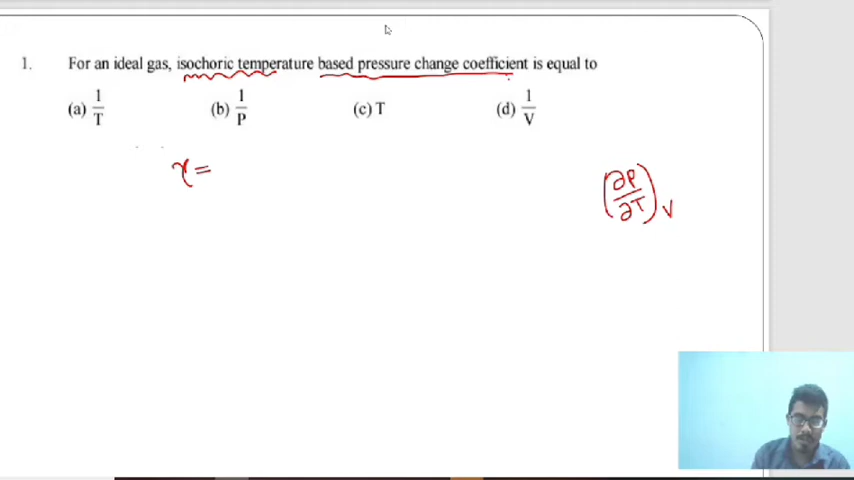 1. For an ideal gas, isochoric temperature based pressure change coefficient is equal to
(a) 1/T (b) 1/P (c) T (d) 1/V
γ =
(∂P/∂T)V